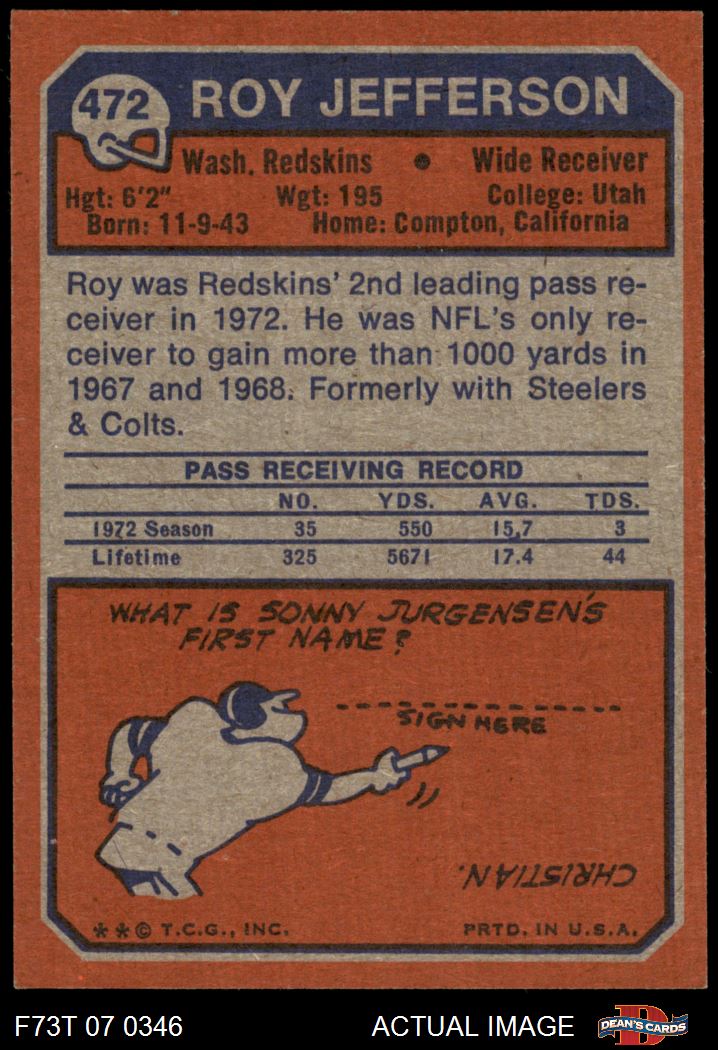 472
ROY JEFFERSON
Wash. Redskins • Wide Receiver
Hgt: 6'2" Wgt: 195 College: Utah
Born: 11-9-43 Home: Compton, California
Roy was Redskins' 2nd leading pass re-
ceiver in 1972. He was NFL's only re-
ceiver to gain more than 1000 yards in
1967 and 1968. Formerly with Steelers
& Colts.
PASS RECEIVING RECORD
NO. YDS. AVG. TDS.
1972 Season 35 550 15.7 3
Lifetime 325 5671 17.4 44
WHAT IS SONNY JURGENSEN'S
FIRST NAME?
SIGN HERE
CHRISTIAN.
**© T.C.G., INC. PRTD. IN U.S.A.
F73T 07 0346 ACTUAL IMAGE
D
DEAN'S CARDS